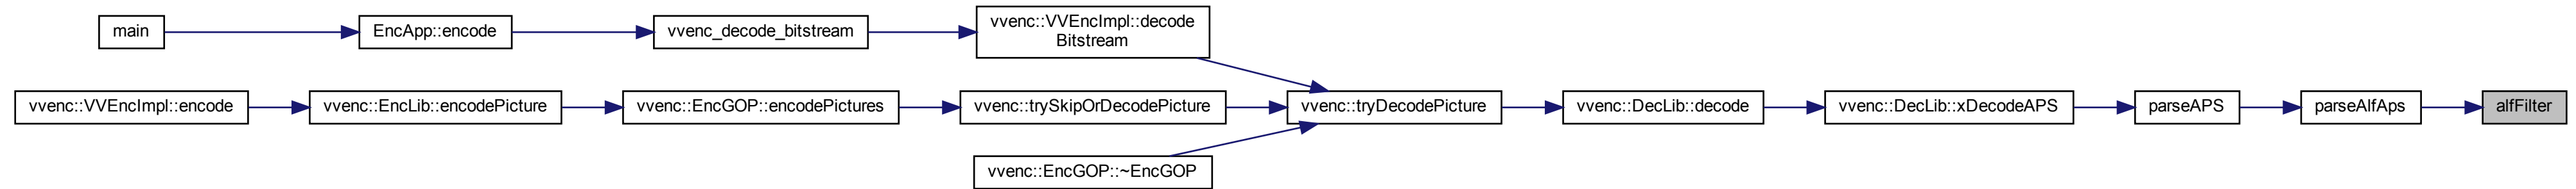 main
EncApp::encode
vvenc_decode_bitstream
vvenc::VVEncImpl::decode
Bitstream
vvenc::VVEncImpl::encode
vvenc::EncLib::encodePicture
vvenc::EncGOP::encodePictures
vvenc::trySkipOrDecodePicture
vvenc::tryDecodePicture
vvenc::DecLib::decode
vvenc::DecLib::xDecodeAPS
parseAPS
parseAlfAps
alfFilter
vvenc::EncGOP::~EncGOP